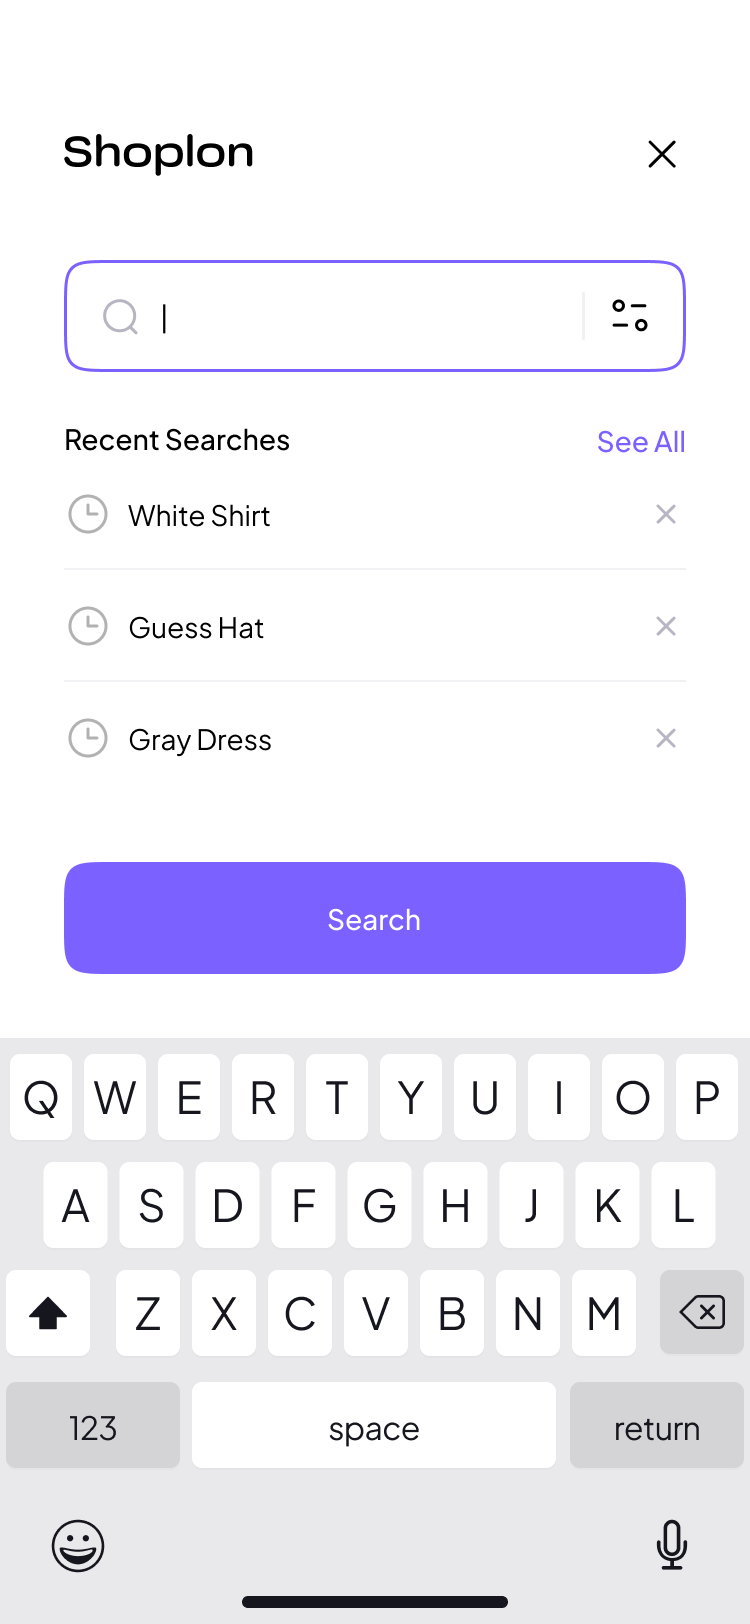 Shoplon
Recent Searches See All
White Shirt
Guess Hat
Gray Dress
Search
Q W E R T Y U I O P
A S D F G H J K L
Z X C V B N M
123 space return